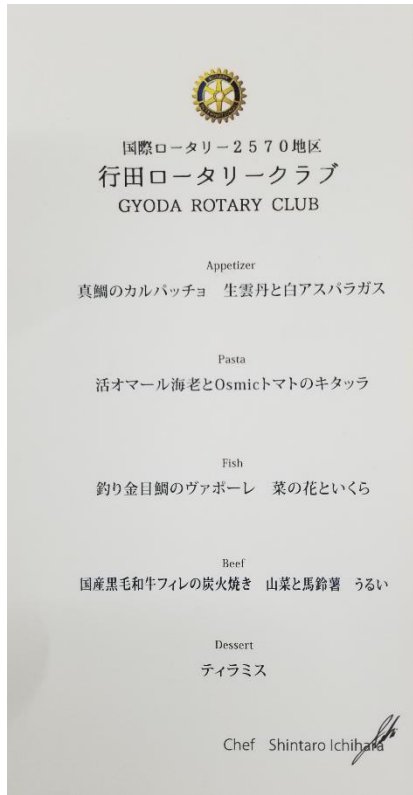 国際ロータリー2570地区
行田ロータリークラブ
GYODA ROTARY CLUB
Appetizer
真鯛のカルパッチョ　生雲丹と白アスパラガス
Pasta
活オマール海老とOsmicトマトのキタッラ
Fish
釣り金目鯛のヴァポーレ　菜の花といくら
Beef
国産黒毛和牛フィレの炭火焼き　山菜と馬鈴薯　うるい
Dessert
ティラミス
Chef　Shintaro Ichihara